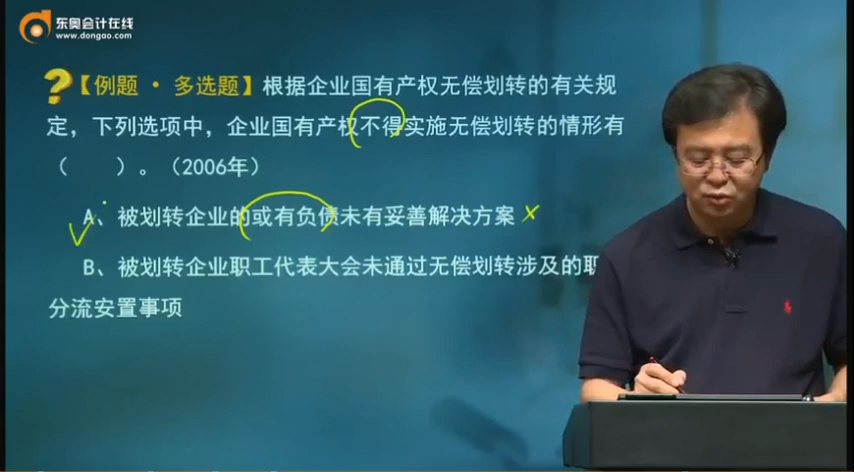 东奥会计在线
www.dongao.com
?【例题 · 多选题】根据企业国有产权无偿划转的有关规
定，下列选项中，企业国有产权不得实施无偿划转的情形有
（　　）。（2006年）
A、被划转企业的或有负债未有妥善解决方案 ×
B、被划转企业职工代表大会未通过无偿划转涉及的职
分流安置事项